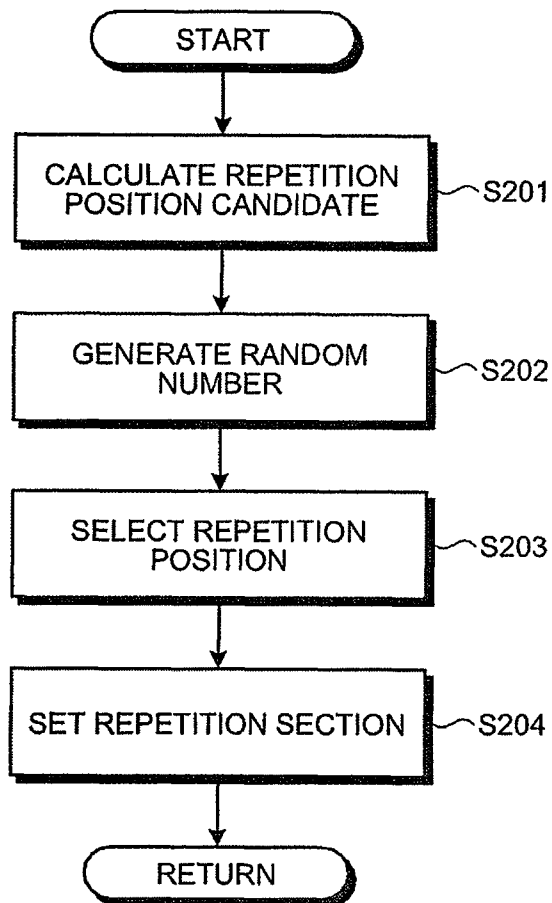 START
CALCULATE REPETITION
POSITION CANDIDATE
S201
GENERATE RANDOM
NUMBER
S202
SELECT REPETITION
POSITION
S203
SET REPETITION SECTION
S204
RETURN